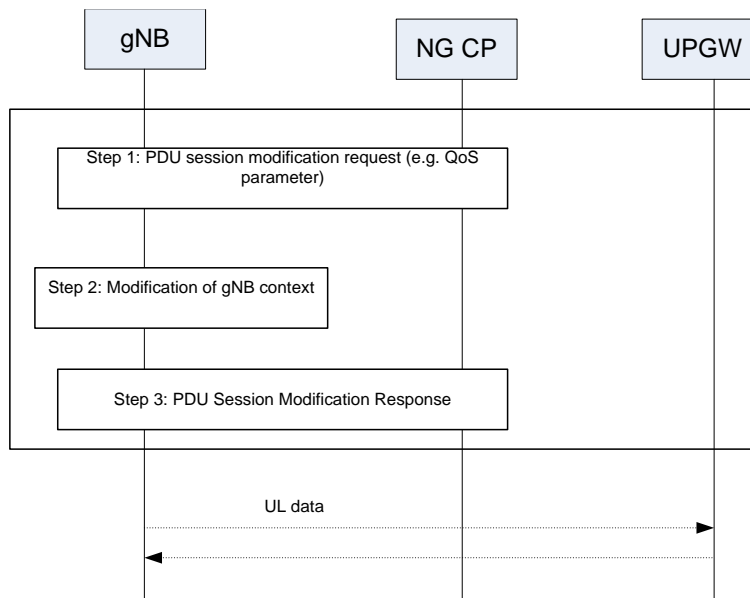 gNB
NG CP
UPGW
Step 1: PDU session modification request (e.g. QoS
parameter)
Step 2: Modification of gNB context
Step 3: PDU Session Modification Response
UL data